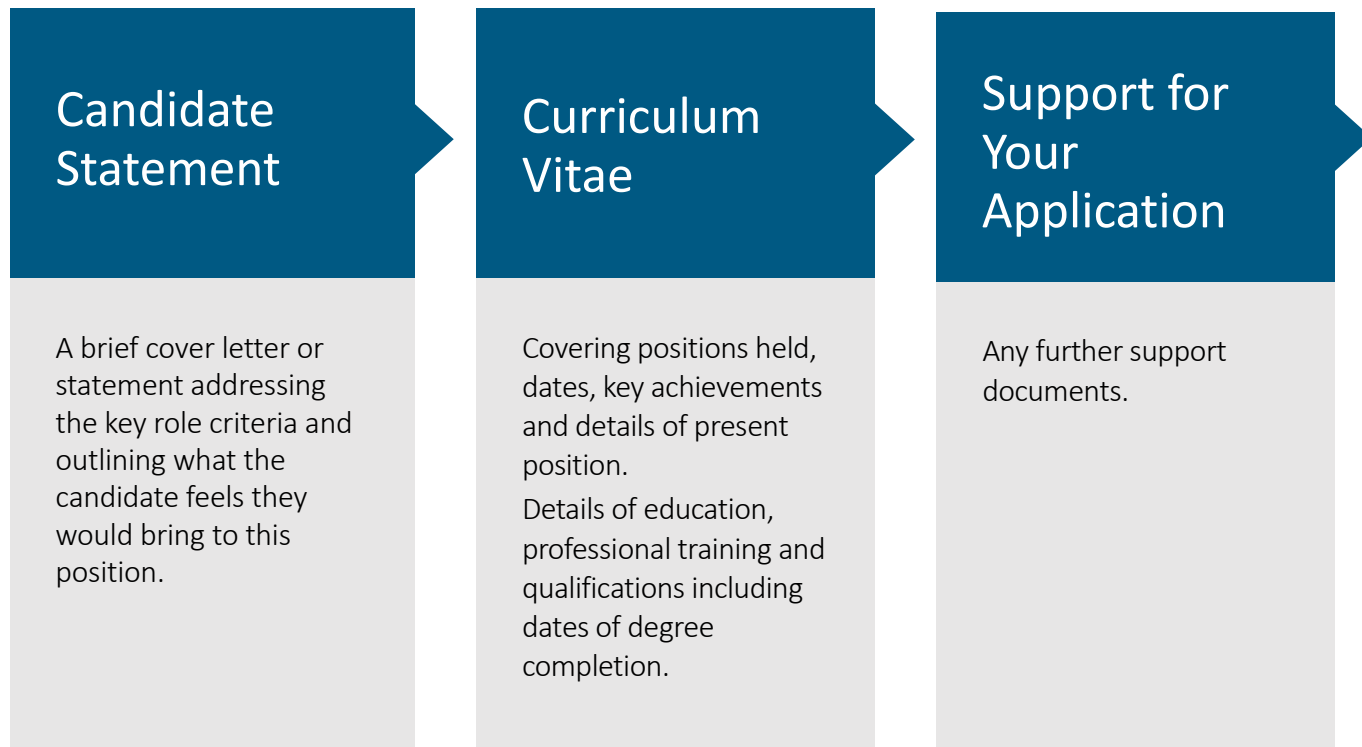 Candidate
Statement
A brief cover letter or
statement addressing
the key role criteria and
outlining what the
candidate feels they
would bring to this
position.
Curriculum
Vitae
Covering positions held,
dates, key achievements
and details of present
position.
Details of education,
professional training and
qualifications including
dates of degree
completion.
Support for
Your
Application
Any further support
documents.